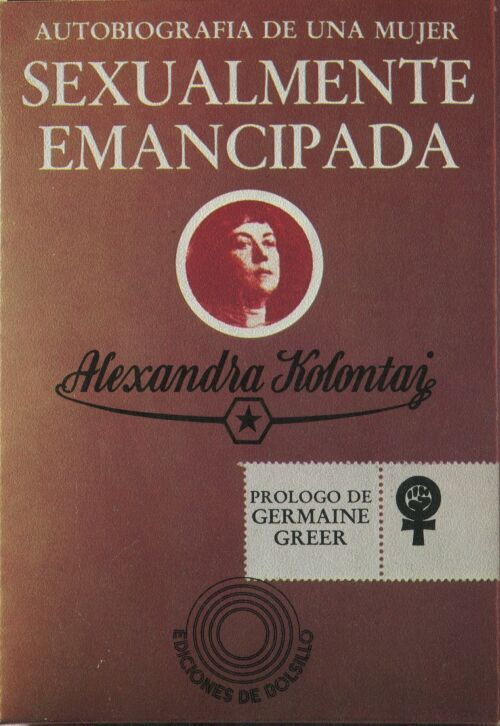 AUTOBIOGRAFIA DE UNA MUJER
SEXUALMENTE
EMANCIPADA
Alexandra Kolontaj
PROLOGO DE
GERMAINE
GREER
EDICIONES DE BOLSILLO